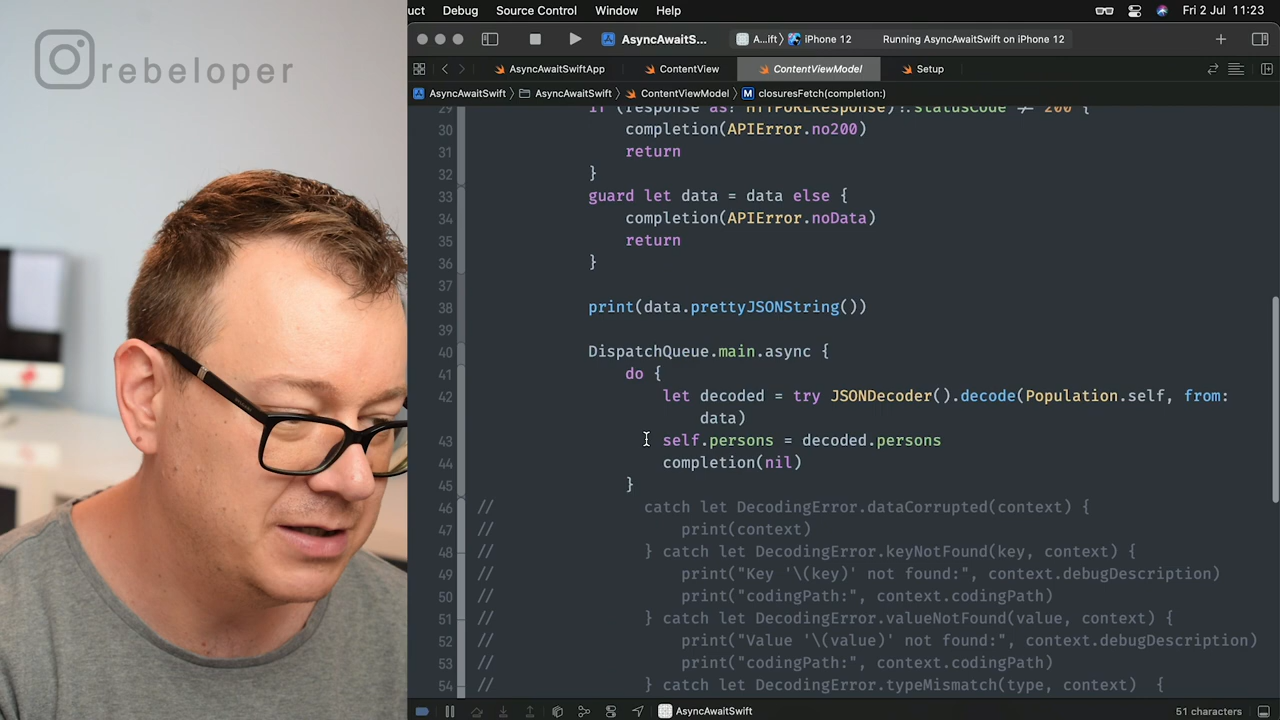 rebeloper
uct Debug Source Control Window Help Fri 2 Jul 11:23
AsyncAwaitS... A...ift⟩ iPhone 12 Running AsyncAwaitSwift on iPhone 12
AsyncAwaitSwiftApp ContentView ContentViewModel Setup
AsyncAwaitSwift AsyncAwaitSwift ContentViewModel M closuresFetch(completion:)
29 if (response as! HTTPURLResponse)!.statusCode ≠ 200 {
30 completion(APIError.no200)
31 return
32 }
33 guard let data = data else {
34 completion(APIError.noData)
35 return
36 }
37
38 print(data.prettyJSONString())
39
40 DispatchQueue.main.async {
41 do {
42 let decoded = try JSONDecoder().decode(Population.self, from:
data)
43 self.persons = decoded.persons
44 completion(nil)
45 }
46 // catch let DecodingError.dataCorrupted(context) {
47 // print(context)
48 // } catch let DecodingError.keyNotFound(key, context) {
49 // print("Key '\(key)' not found:", context.debugDescription)
50 // print("codingPath:", context.codingPath)
51 // } catch let DecodingError.valueNotFound(value, context) {
52 // print("Value '\(value)' not found:", context.debugDescription)
53 // print("codingPath:", context.codingPath)
54 // } catch let DecodingError.typeMismatch(type, context) {
AsyncAwaitSwift 51 characters